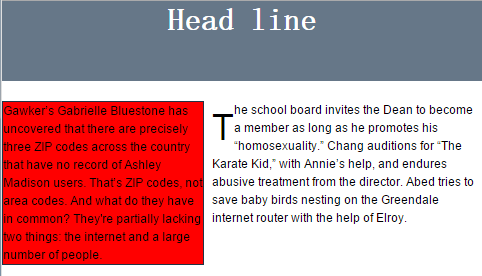 Head line
Gawker's Gabrielle Bluestone has
uncovered that there are precisely
three ZIP codes across the country
that have no record of Ashley
Madison users. That's ZIP codes, not
area codes. And what do they have
in common? They're partially lacking
two things: the internet and a large
number of people.
The school board invites the Dean to become
a member as long as he promotes his
“homosexuality.” Chang auditions for “The
Karate Kid,” with Annie’s help, and endures
abusive treatment from the director. Abed tries to
save baby birds nesting on the Greendale
internet router with the help of Elroy.